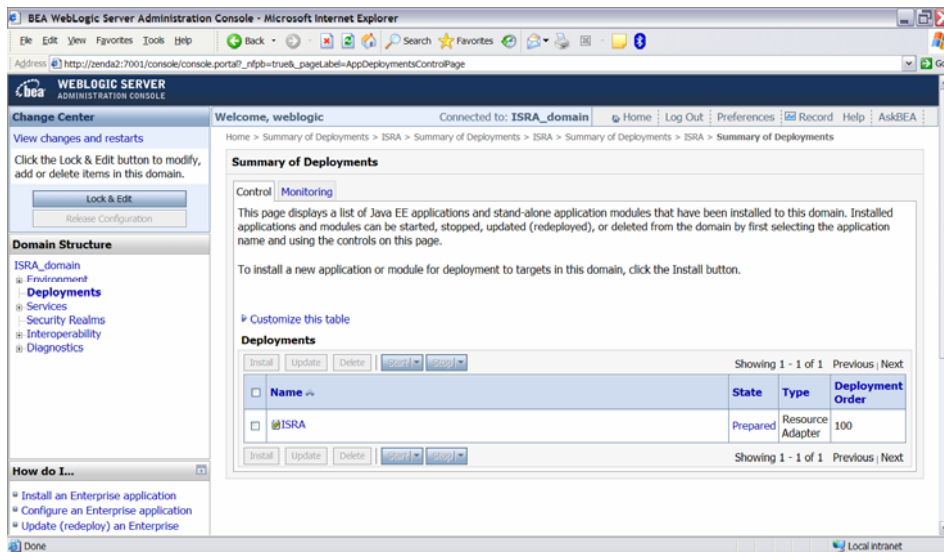 BEA WebLogic Server Administration Console - Microsoft Internet Explorer
File Edit View Favorites Tools Help
Back Search Favorites
Address http://zenda2:7001/console/console.portal?_nfpb=true&_pageLabel=AppDeploymentsControlPage Go
bea WEBLOGIC SERVER
ADMINISTRATION CONSOLE
Change Center
View changes and restarts
Click the Lock & Edit button to modify,
add or delete items in this domain.
Lock & Edit
Release Configuration
Domain Structure
ISRA_domain
Environment
Deployments
Services
Security Realms
Interoperability
Diagnostics
How do I...
Install an Enterprise application
Configure an Enterprise application
Update (redeploy) an Enterprise
Welcome, weblogic Connected to: ISRA_domain Home Log Out Preferences Record Help AskBEA
Home > Summary of Deployments > ISRA > Summary of Deployments > ISRA > Summary of Deployments > ISRA > Summary of Deployments
Summary of Deployments
Control Monitoring
This page displays a list of Java EE applications and stand-alone application modules that have been installed to this domain. Installed
applications and modules can be started, stopped, updated (redeployed), or deleted from the domain by first selecting the application
name and using the controls on this page.
To install a new application or module for deployment to targets in this domain, click the Install button.
Customize this table
Deployments
Install Update Delete Start Stop Showing 1 - 1 of 1 Previous | Next
Name State Type Deployment
Order
ISRA Prepared Resource
Adapter 100
Install Update Delete Start Stop Showing 1 - 1 of 1 Previous | Next
Done Local intranet